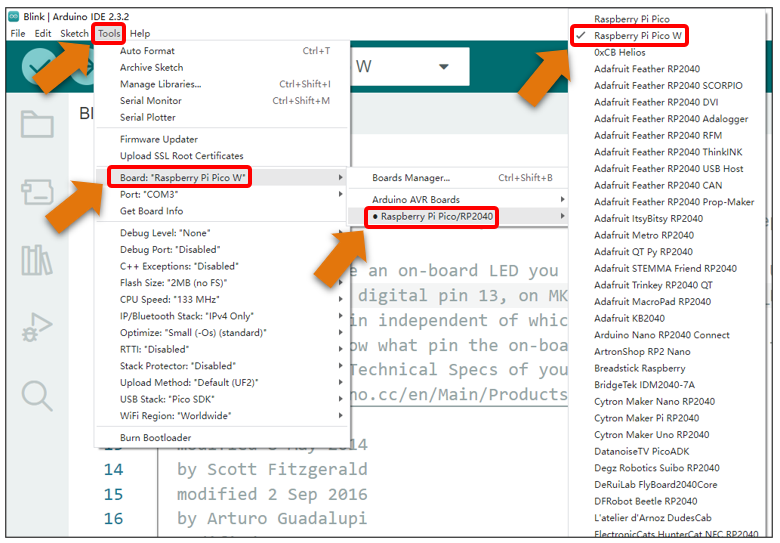 Blink | Arduino IDE 2.3.2
File Edit Sketch Tools Help
W
Bl
Auto Format Ctrl+T
Archive Sketch
Manage Libraries... Ctrl+Shift+I
Serial Monitor Ctrl+Shift+M
Serial Plotter
Firmware Updater
Upload SSL Root Certificates
Board: "Raspberry Pi Pico W"
Port: "COM3"
Get Board Info
Debug Level: "None"
Debug Port: "Disabled"
C++ Exceptions: "Disabled"
Flash Size: "2MB (no FS)"
CPU Speed: "133 MHz"
IP/Bluetooth Stack: "IPv4 Only"
Optimize: "Small (-Os) (standard)"
RTTI: "Disabled"
Stack Protector: "Disabled"
Upload Method: "Default (UF2)"
USB Stack: "Pico SDK"
WiFi Region: "Worldwide"
Burn Bootloader
Boards Manager... Ctrl+Shift+B
Arduino AVR Boards
Raspberry Pi Pico/RP2040
Raspberry Pi Pico
Raspberry Pi Pico W
0xCB Helios
Adafruit Feather RP2040
Adafruit Feather RP2040 SCORPIO
Adafruit Feather RP2040 DVI
Adafruit Feather RP2040 Adalogger
Adafruit Feather RP2040 RFM
Adafruit Feather RP2040 ThinkINK
Adafruit Feather RP2040 USB Host
Adafruit Feather RP2040 CAN
Adafruit Feather RP2040 Prop-Maker
Adafruit ItsyBitsy RP2040
Adafruit Metro RP2040
Adafruit QT Py RP2040
Adafruit STEMMA Friend RP2040
Adafruit Trinkey RP2040 QT
Adafruit MacroPad RP2040
Adafruit KB2040
Arduino Nano RP2040 Connect
ArtronShop RP2 Nano
Breadstick Raspberry
BridgeTek IDM2040-7A
Cytron Maker Nano RP2040
Cytron Maker Pi RP2040
Cytron Maker Uno RP2040
DatanoiseTV PicoADK
Degz Robotics Suibo RP2040
DeRuiLab FlyBoard2040Core
DFRobot Beetle RP2040
L'atelier d'Arnoz DudesCab
ElectronicCats HunterCat NFC RP2040
e an on-board LED you
digital pin 13, on MK
in independent of whic
ow what pin the on-boa
Technical Specs of you
no.cc/en/Main/Products
modified 8 May 2014
14 by Scott Fitzgerald
15 modified 2 Sep 2016
16 by Arturo Guadalupi